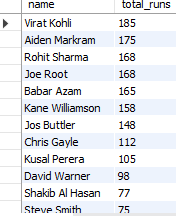 name total_runs
Virat Kohli 185
Aiden Markram 175
Rohit Sharma 168
Joe Root 168
Babar Azam 165
Kane Williamson 158
Jos Buttler 148
Chris Gayle 112
Kusal Perera 105
David Warner 98
Shakib Al Hasan 77
Steve Smith 75